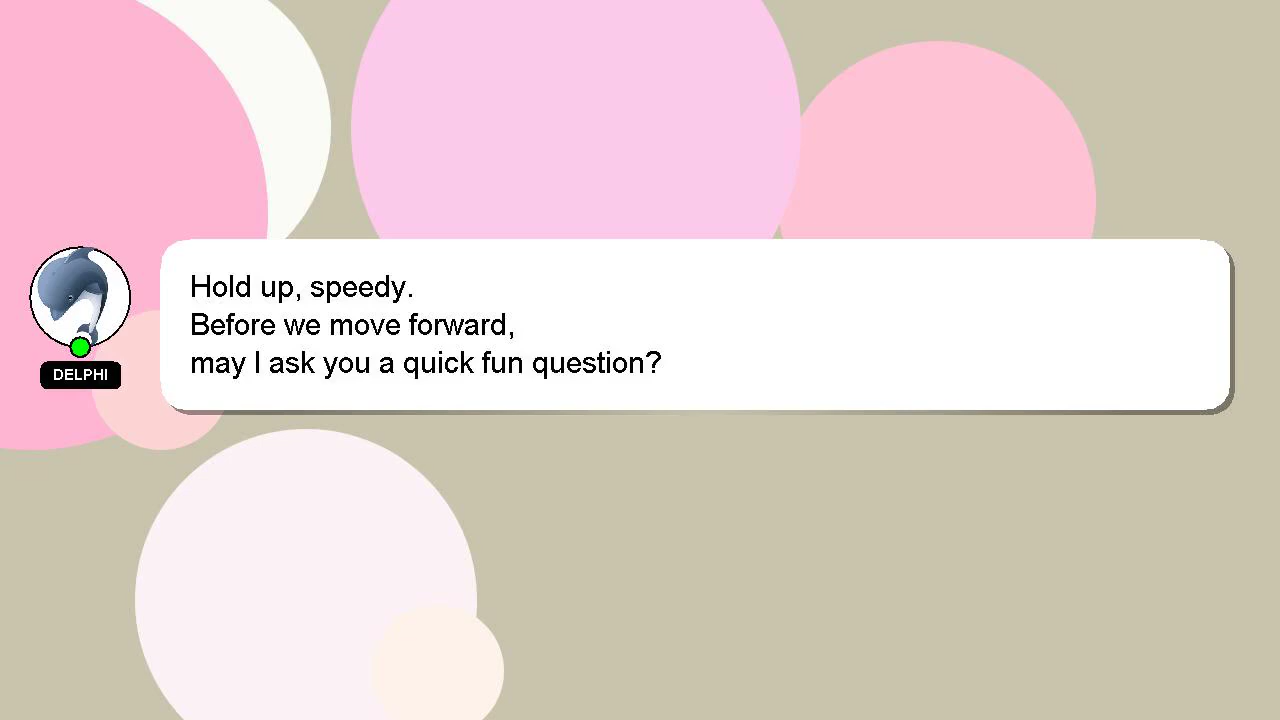 Hold up, speedy.
Before we move forward,
may I ask you a quick fun question?
DELPHI